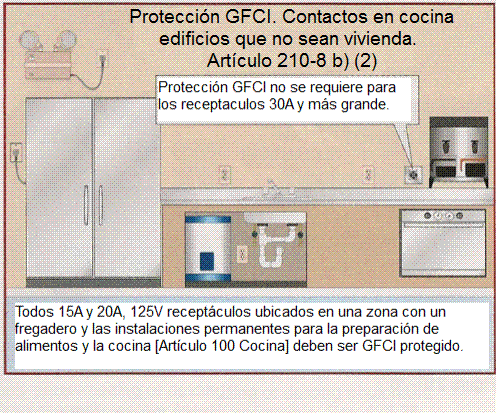 Protección GFCI. Contactos en cocina
edificios que no sean vivienda.
Artículo 210-8 b) (2)
Protección GFCI no se requiere para
los receptaculos 30A y más grande.
Todos 15A y 20A, 125V receptáculos ubicados en una zona con un
fregadero y las instalaciones permanentes para la preparación de
alimentos y la cocina [Artículo 100 Cocina] deben ser GFCI protegido.